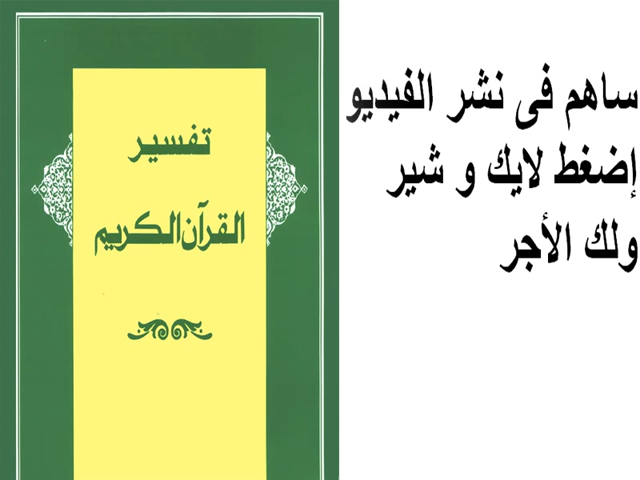 تفسير
القرآن الكريم
ساهم فى نشر الفيديو
إضغط لايك و شير
ولك الأجر